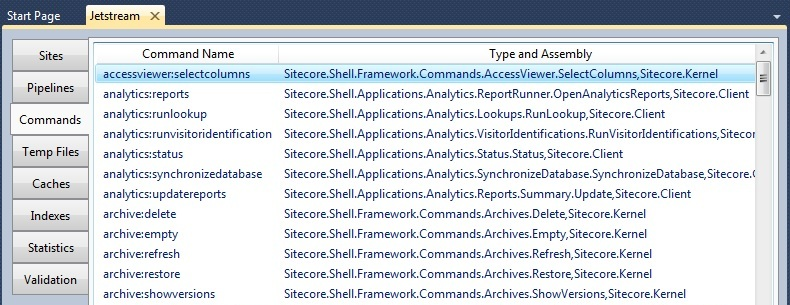 Start Page Jetstream
Sites
Pipelines
Commands
Temp Files
Caches
Indexes
Statistics
Validation
Command Name Type and Assembly
accessviewer:selectcolumns Sitecore.Shell.Framework.Commands.AccessViewer.SelectColumns,Sitecore.Kernel
analytics:reports Sitecore.Shell.Applications.Analytics.ReportRunner.OpenAnalyticsReports,Sitecore.Client
analytics:runlookup Sitecore.Shell.Applications.Analytics.Lookups.RunLookup,Sitecore.Client
analytics:runvisitoridentification Sitecore.Shell.Applications.Analytics.VisitorIdentifications.RunVisitorIdentifications,Sitecor
analytics:status Sitecore.Shell.Applications.Analytics.Status.Status,Sitecore.Client
analytics:synchronizedatabase Sitecore.Shell.Applications.Analytics.SynchronizeDatabase.SynchronizeDatabase,Sitecore.C
analytics:updatereports Sitecore.Shell.Applications.Analytics.Reports.Summary.Update,Sitecore.Client
archive:delete Sitecore.Shell.Framework.Commands.Archives.Delete,Sitecore.Kernel
archive:empty Sitecore.Shell.Framework.Commands.Archives.Empty,Sitecore.Kernel
archive:refresh Sitecore.Shell.Framework.Commands.Archives.Refresh,Sitecore.Kernel
archive:restore Sitecore.Shell.Framework.Commands.Archives.Restore,Sitecore.Kernel
archive:showversions Sitecore.Shell.Framework.Commands.Archives.ShowVersions,Sitecore.Kernel